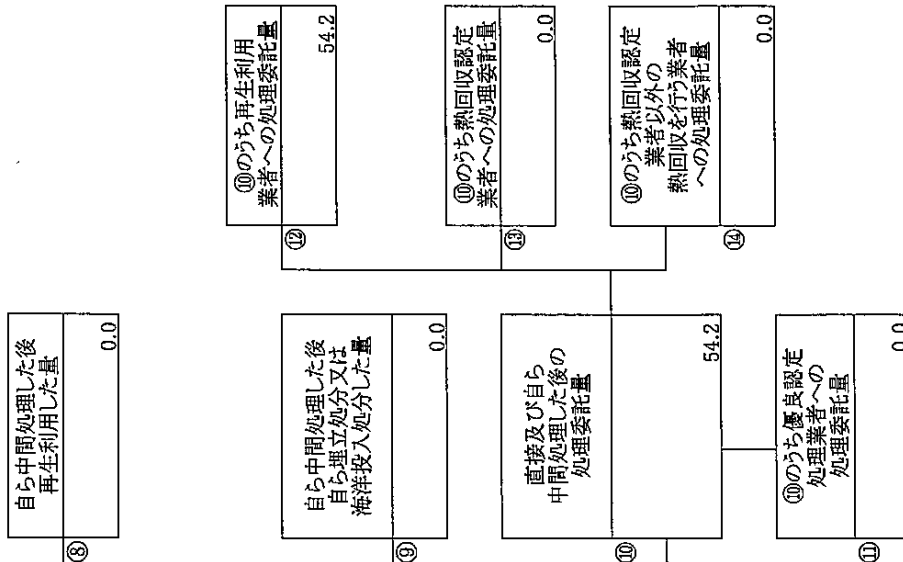 ⑧
自ら中間処理した後
再生利用した量
0.0
⑨
自ら中間処理した後
自ら埋立処分又は
海洋投入処分した量
0.0
⑩
直接及び自ら
中間処理した後の
処理委託量
54.2
⑪
⑩のうち優良認定
処理業者への
処理委託量
0.0
⑫
⑩のうち再生利用
業者への処理委託量
54.2
⑬
⑩のうち熱回収認定
業者への処理委託量
0.0
⑭
⑩のうち熱回収認定
業者以外の
熱回収を行う業者
への処理委託量
0.0